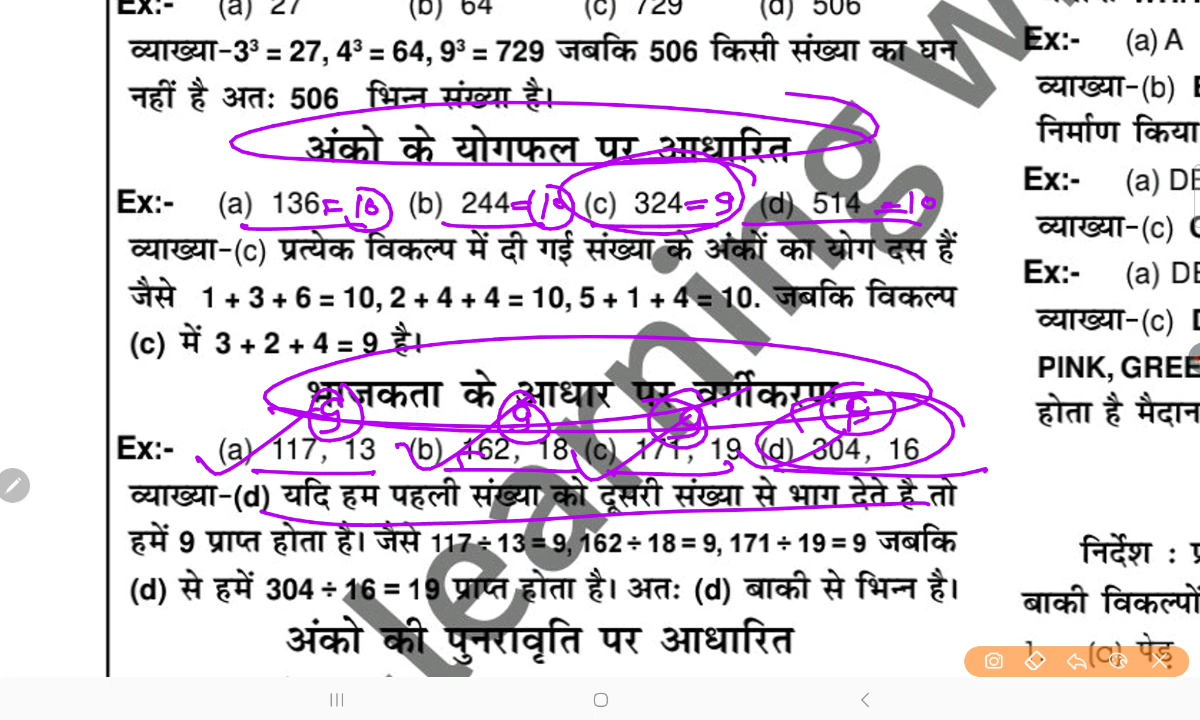 Ex:- (a) 27 (b) 64 (c) 729 (d) 506
व्याख्या-3³ = 27, 4³ = 64, 9³ = 729 जबकि 506 किसी संख्या का घन
नहीं है अतः 506 भिन्न संख्या है।
अंको के योगफल पर आधारित
Ex:- (a) 136 = 10 (b) 244 = 10 (c) 324 = 9 (d) 514 = 10
व्याख्या-(c) प्रत्येक विकल्प में दी गई संख्या के अंकों का योग दस हैं
जैसे 1 + 3 + 6 = 10, 2 + 4 + 4 = 10, 5 + 1 + 4 = 10. जबकि विकल्प
(c) में 3 + 2 + 4 = 9 है।
भाजकता के आधार पर वर्गीकरण
9 9
Ex:- (a) 117, 13 (b) 162, 18 (c) 171, 19 (d) 304, 16
व्याख्या-(d) यदि हम पहली संख्या को दूसरी संख्या से भाग देते है तो
हमें 9 प्राप्त होता है। जैसे 117 ÷ 13 = 9, 162 ÷ 18 = 9, 171 ÷ 19 = 9 जबकि
(d) से हमें 304 ÷ 16 = 19 प्राप्त होता है। अतः (d) बाकी से भिन्न है।
अंको की पुनरावृति पर आधारित
learning
Ex:- (a) A
व्याख्या-(b)
निर्माण किया
Ex:- (a) DE
व्याख्या-(c)
Ex:- (a) DE
व्याख्या-(c)
PINK, GREE
होता है मैदान
निर्देश :
बाकी विकल्पों
1. (a) पेड़